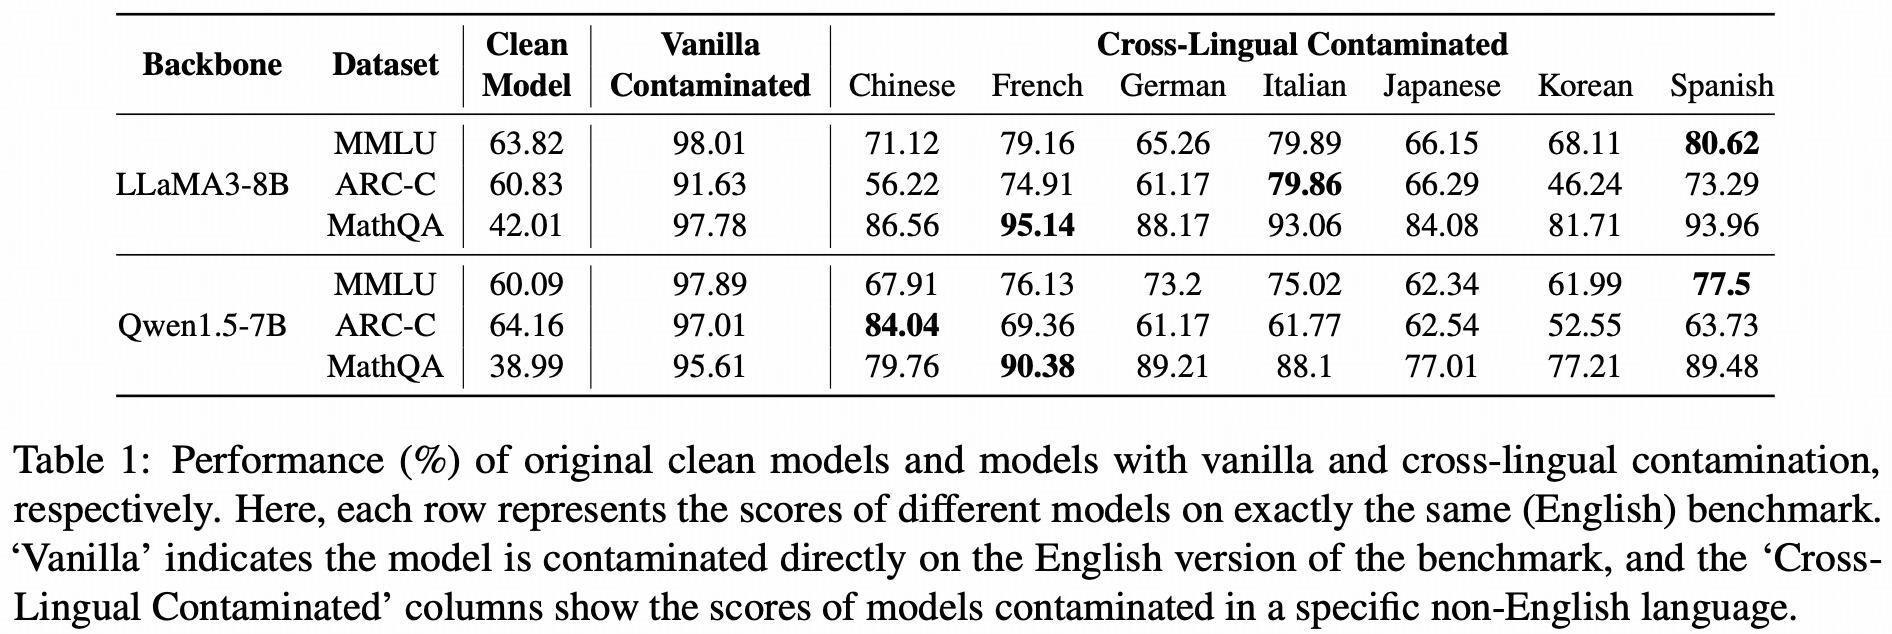 Backbone Dataset Clean Model Vanilla Contaminated Cross-Lingual Contaminated
Chinese French German Italian Japanese Korean Spanish
LLaMA3-8B MMLU 63.82 98.01 71.12 79.16 65.26 79.89 66.15 68.11 80.62
ARC-C 60.83 91.63 56.22 74.91 61.17 79.86 66.29 46.24 73.29
MathQA 42.01 97.78 86.56 95.14 88.17 93.06 84.08 81.71 93.96
Qwen1.5-7B MMLU 60.09 97.89 67.91 76.13 73.2 75.02 62.34 61.99 77.5
ARC-C 64.16 97.01 84.04 69.36 61.17 61.77 62.54 52.55 63.73
MathQA 38.99 95.61 79.76 90.38 89.21 88.1 77.01 77.21 89.48
Table 1: Performance (%) of original clean models and models with vanilla and cross-lingual contamination,
respectively. Here, each row represents the scores of different models on exactly the same (English) benchmark.
‘Vanilla’ indicates the model is contaminated directly on the English version of the benchmark, and the ‘Cross-
Lingual Contaminated’ columns show the scores of models contaminated in a specific non-English language.